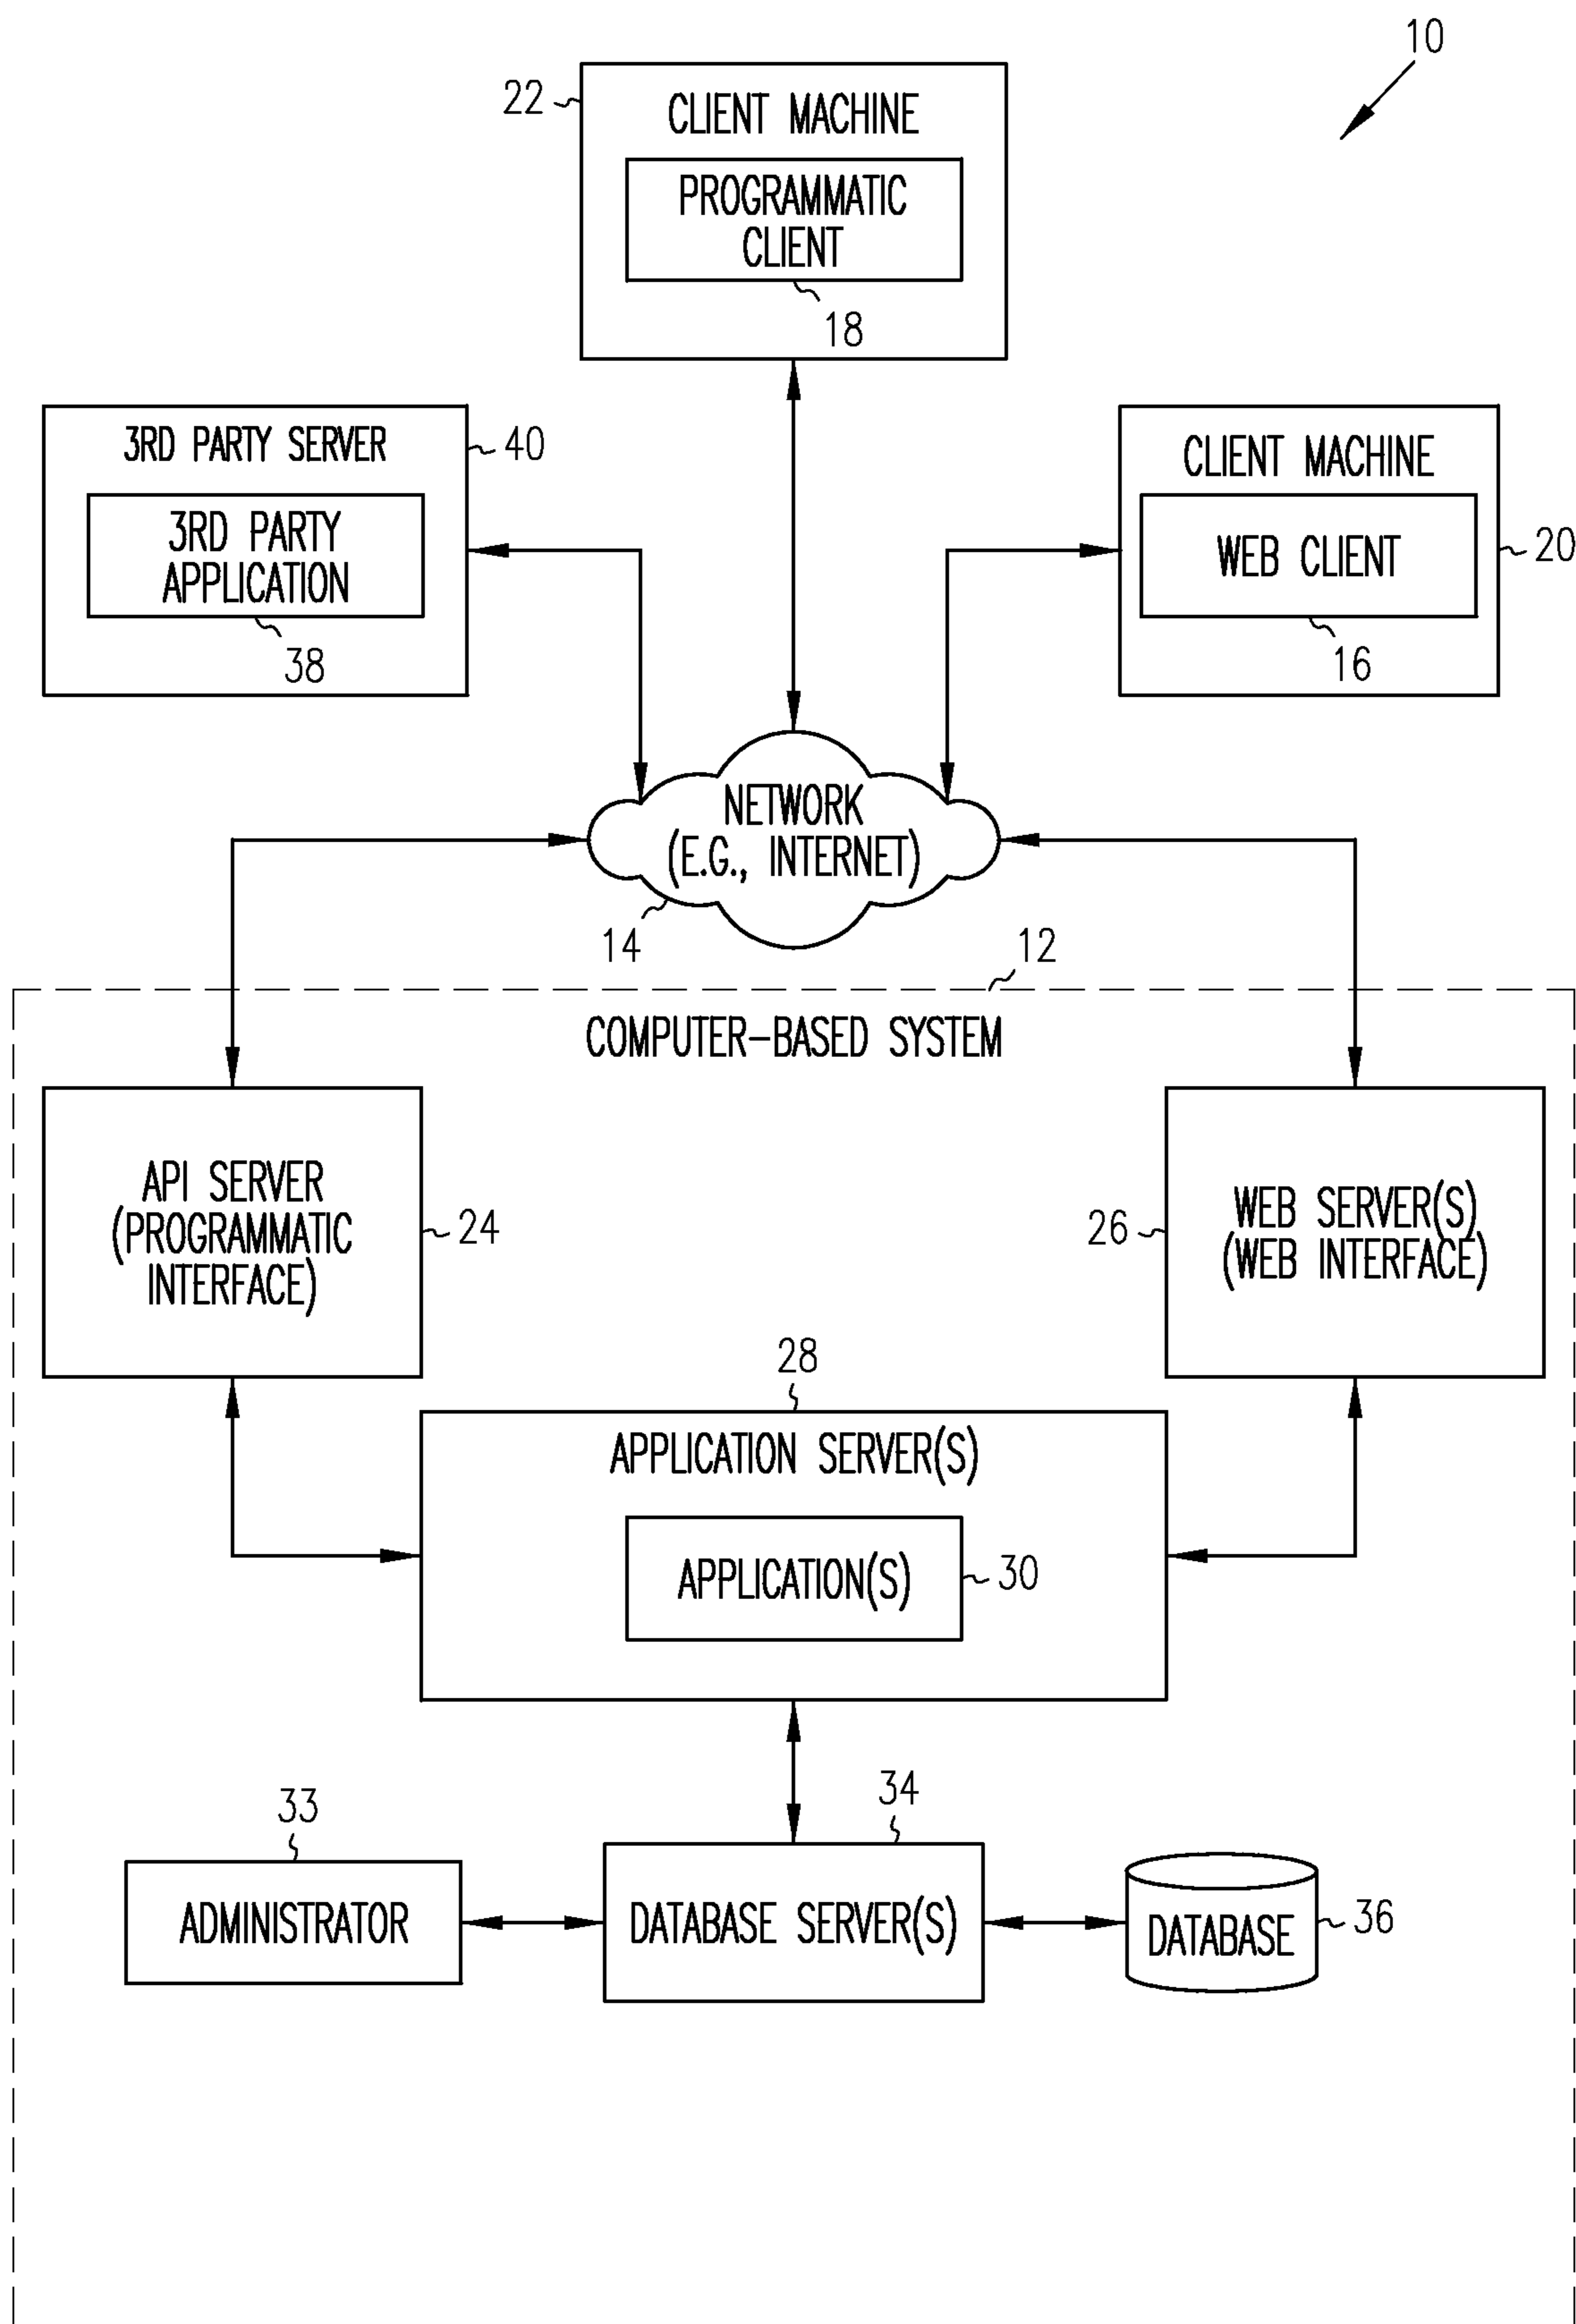 10
22
CLIENT MACHINE
PROGRAMMATIC
CLIENT
18
3RD PARTY SERVER
40
3RD PARTY
APPLICATION
38
CLIENT MACHINE
WEB CLIENT
20
16
NETWORK
(E.G., INTERNET)
14
12
COMPUTER-BASED SYSTEM
API SERVER
(PROGRAMMATIC
INTERFACE)
24
26
WEB SERVER(S)
(WEB INTERFACE)
28
APPLICATION SERVER(S)
APPLICATION(S)
30
33
ADMINISTRATOR
34
DATABASE SERVER(S)
DATABASE
36